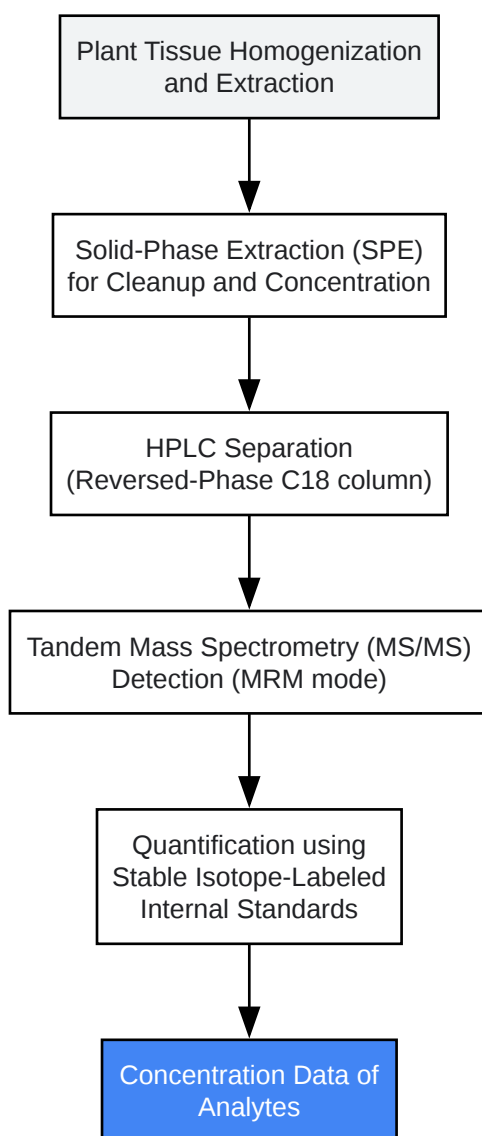 Plant Tissue Homogenization
and Extraction
Solid-Phase Extraction (SPE)
for Cleanup and Concentration
HPLC Separation
(Reversed-Phase C18 column)
Tandem Mass Spectrometry (MS/MS)
Detection (MRM mode)
Quantification using
Stable Isotope-Labeled
Internal Standards
Concentration Data of
Analytes